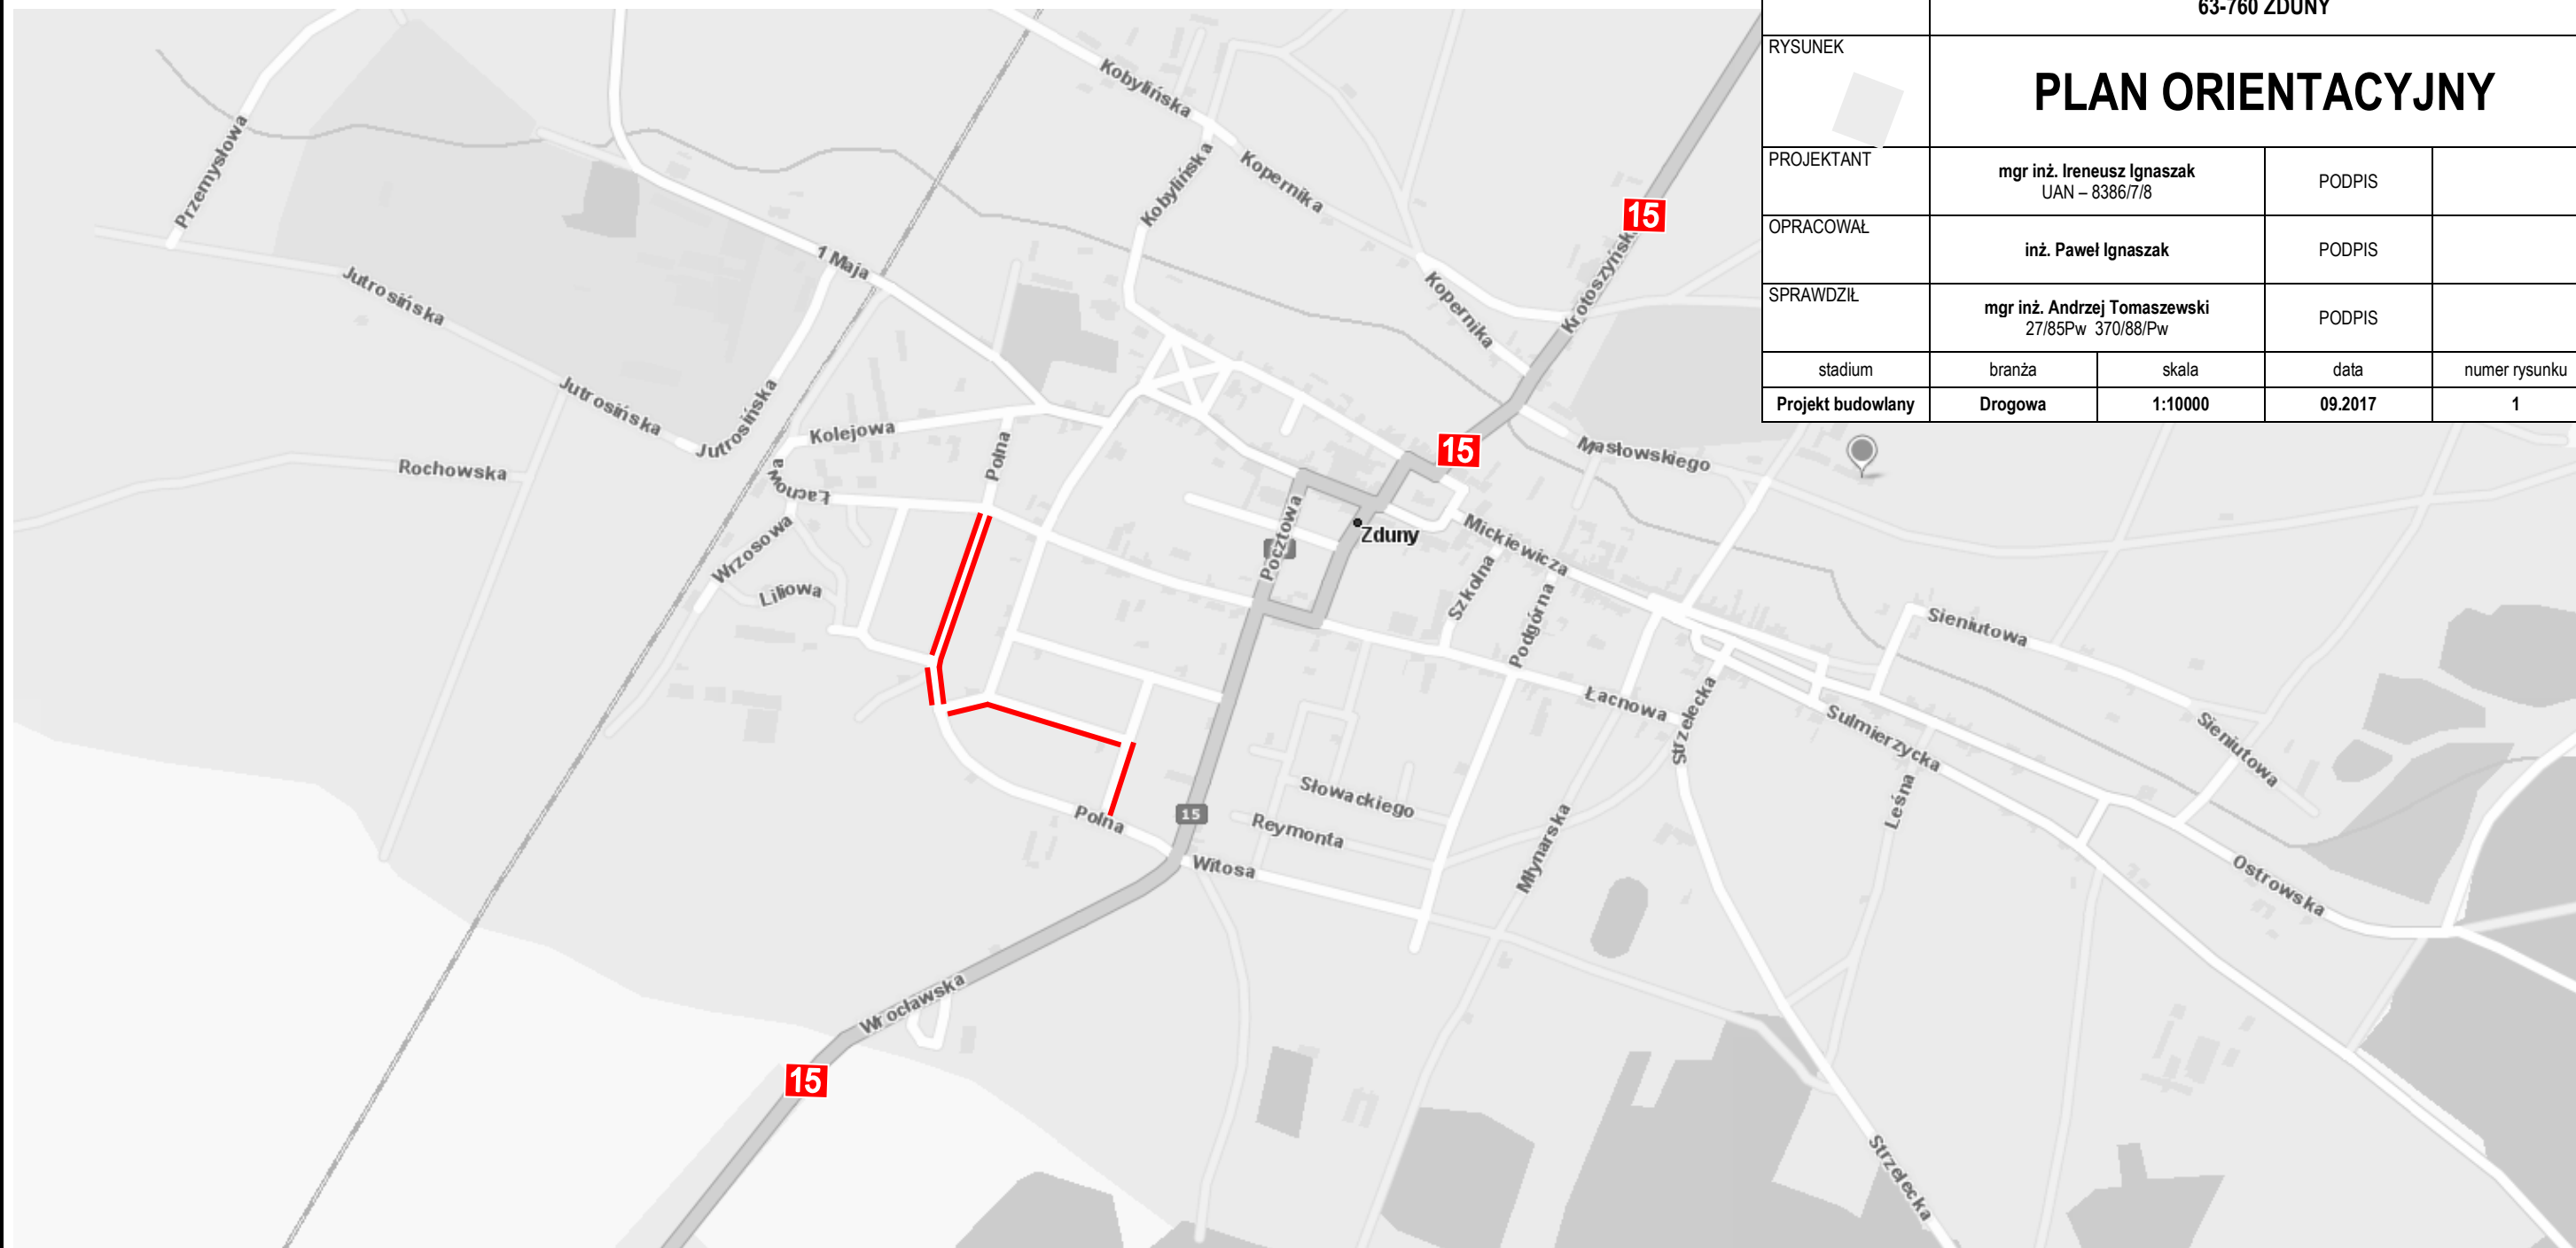 63-760 ZDUNY
RYSUNEK
PLAN ORIENTACYJNY
PROJEKTANT
mgr inż. Ireneusz Ignaszak
UAN – 8386/7/8
PODPIS
OPRACOWAŁ
inż. Paweł Ignaszak
PODPIS
SPRAWDZIŁ
mgr inż. Andrzej Tomaszewski
27/85Pw 370/88/Pw
PODPIS
stadium
branża
skala
data
numer rysunku
Projekt budowlany
Drogowa
1:10000
09.2017
1
Kobylińska
Przemysłowa
Kobylińska
Kopernika
15
1 Maja
Jutrosińska
Kopernika
Krotoszyńska
Jutrosińska
Jutrosińska
Kolejowa
Polna
15
Masłowskiego
Rochowska
Łacnowa
Wrzosowa
Liliowa
Pocztowa
Zduny
Mickiewicza
Szkolna
Podgórna
Sieniutowa
Łacnowa
Strzelecka
Sulmierzycka
Sieniutowa
Słowackiego
Leśna
15
Polna
Reymonta
Młynarska
Witosa
Ostrowska
Wrocławska
15
Strzelecka